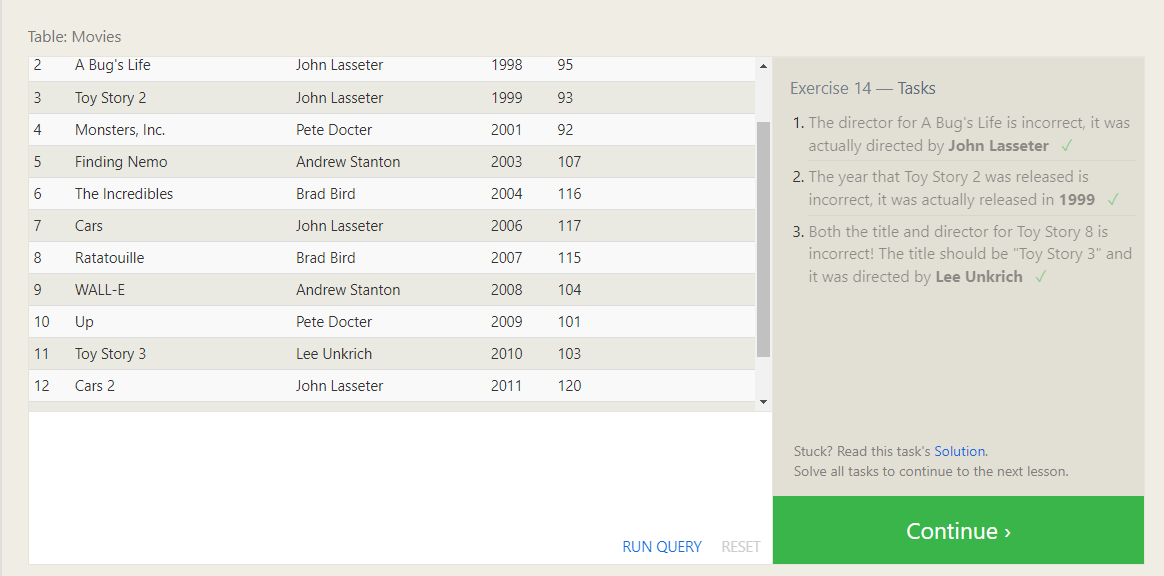 Table: Movies
2 A Bug's Life John Lasseter 1998 95
3 Toy Story 2 John Lasseter 1999 93
4 Monsters, Inc. Pete Docter 2001 92
5 Finding Nemo Andrew Stanton 2003 107
6 The Incredibles Brad Bird 2004 116
7 Cars John Lasseter 2006 117
8 Ratatouille Brad Bird 2007 115
9 WALL-E Andrew Stanton 2008 104
10 Up Pete Docter 2009 101
11 Toy Story 3 Lee Unkrich 2010 103
12 Cars 2 John Lasseter 2011 120
RUN QUERY RESET
Exercise 14 — Tasks
1. The director for A Bug's Life is incorrect, it was
actually directed by John Lasseter ✓
2. The year that Toy Story 2 was released is
incorrect, it was actually released in 1999 ✓
3. Both the title and director for Toy Story 8 is
incorrect! The title should be "Toy Story 3" and
it was directed by Lee Unkrich ✓
Stuck? Read this task's Solution.
Solve all tasks to continue to the next lesson.
Continue ›